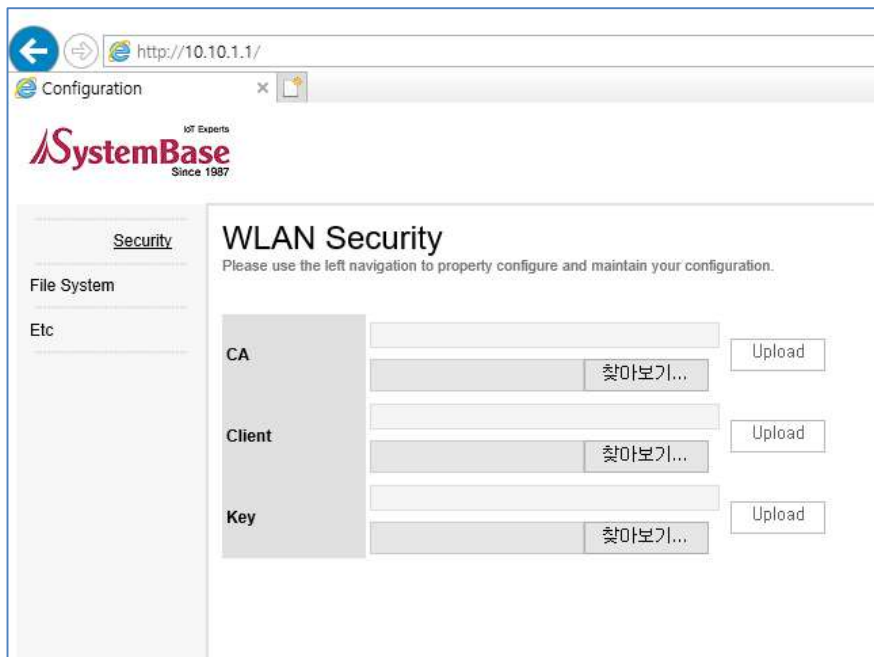 http://10.10.1.1/
Configuration
IoT Experts
SystemBase
Since 1987
Security
File System
Etc
WLAN Security
Please use the left navigation to property configure and maintain your configuration.
CA
찾아보기...
Upload
Client
찾아보기...
Upload
Key
찾아보기...
Upload